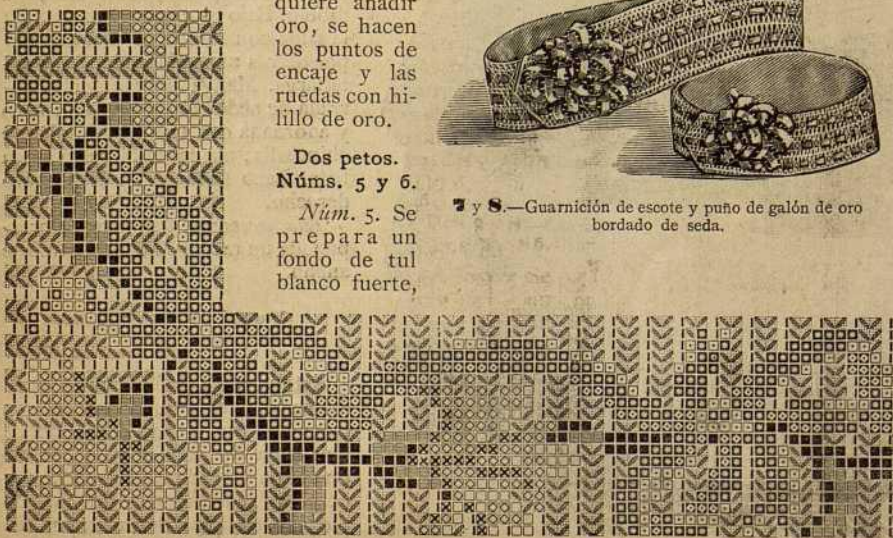 quiere añadir
oro, se hacen
los puntos de
encaje y las
ruedas con hi-
lillo de oro.
Dos petos.
Núms. 5 y 6.
Núm. 5. Se
prepara un
fondo de tul
blanco fuerte,
7 y 8.—Guarnición de escote y puño de galón de oro
bordado de seda.